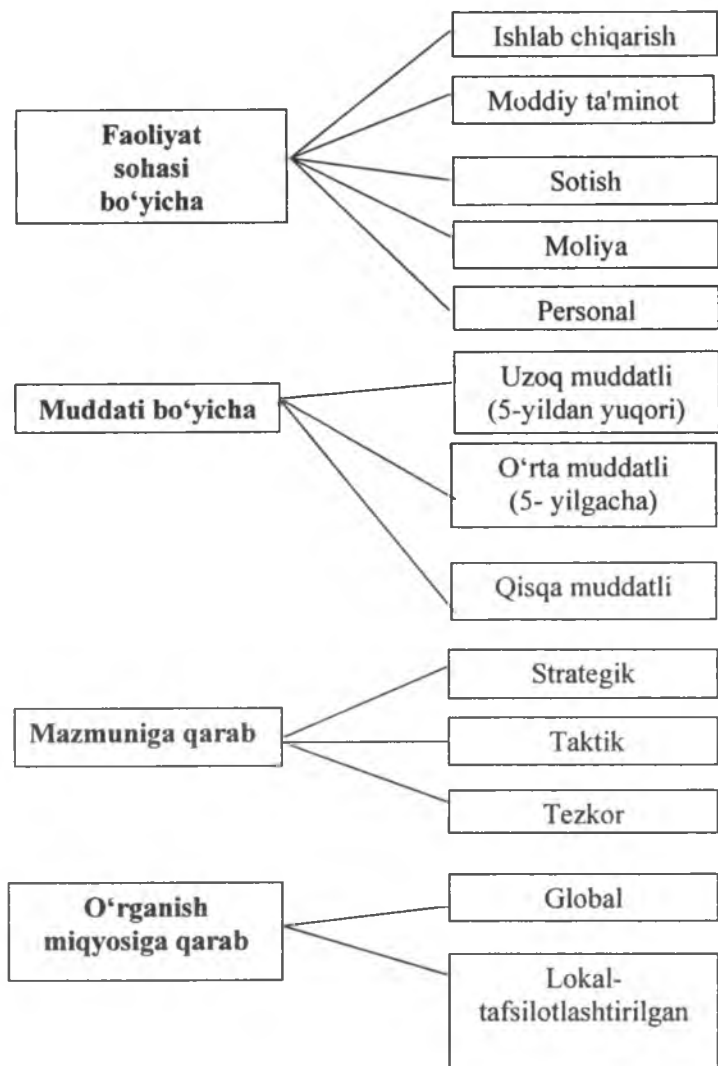 Faoliyat
sohasi
bo‘yicha
Ishlab chiqarish
Moddiy ta'minot
Sotish
Moliya
Personal
Muddati bo‘yicha
Uzoq muddatli
(5-yildan yuqori)
O‘rta muddatli
(5- yilgacha)
Qisqa muddatli
Mazmuniga qarab
Strategik
Taktik
Tezkor
O‘rganish
miqyosiga qarab
Global
Lokal-
tafsilotlashtirilgan